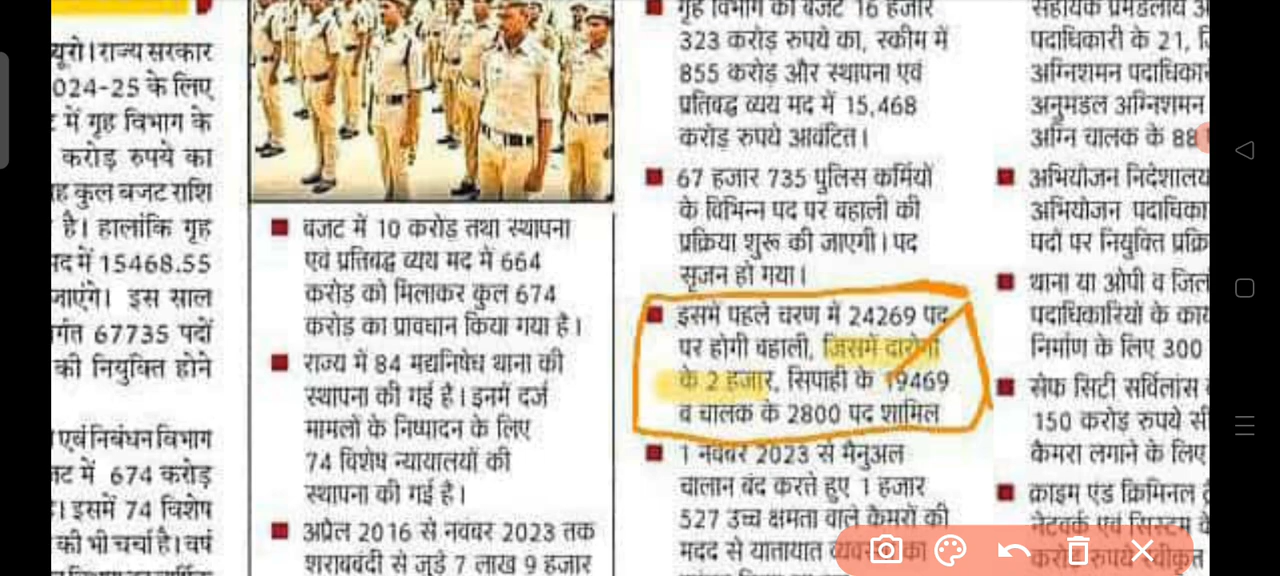 यूरो। राज्य सरकार
024-25 के लिए
में गृह विभाग के
करोड़ रुपये का
कुल बजट राशि
है। हालांकि गृह
मद में 15468.55
जाएंगे। इस साल
67735 पदों
की नियुक्ति होने
एवं निबंधन विभाग
में 674 करोड़
। इसमें 74 विशेष
की भी चर्चा है। वर्ष
बजट में 10 करोड़ तथा स्थापना
एवं प्रतिबद्ध व्यय मद में 664
करोड़ को मिलाकर कुल 674
करोड़ का प्रावधान किया गया है।
राज्य में 84 मद्यनिषेध थाना की
स्थापना की गई है। इनमें दर्ज
मामलों के निष्पादन के लिए
74 विशेष न्यायालयों की
स्थापना की गई है।
अप्रैल 2016 से नवंबर 2023 तक
शराबबंदी से जुड़े 7 लाख 9 हजार
गृह विभाग का बजट 16 हजार
323 करोड़ रुपये का, स्कीम में
855 करोड़ और स्थापना एवं
प्रतिबद्ध व्यय मद में 15,468
करोड़ रुपये आवंटित।
67 हजार 735 पुलिस कर्मियों
के विभिन्न पद पर बहाली की
प्रक्रिया शुरू की जाएगी। पद
सृजन हो गया।
इसमें पहले चरण में 24269 पद
पर होगी बहाली, जिसमें दारोगा
के 2 हजार, सिपाही के 19469
व चालक के 2800 पद शामिल
1 नवंबर 2023 से मैनुअल
चालान बंद करते हुए 1 हजार
527 उच्च क्षमता वाले कैमरों की
मदद से यातायात व्यवस्था का
सहायक प्रमंडलीय
पदाधिकारी के 21,
अग्निशमन पदाधिकारी
अनुमंडल अग्निशमन
अग्नि चालक के 88
अभियोजन निदेशालय
अभियोजन पदाधिका
पदों पर नियुक्ति प्रक्रि
थाना या ओपी व जिल
पदाधिकारियों के कार्य
निर्माण के लिए 300
सेफ सिटी सर्विलांस
150 करोड़ रुपये सी
कैमरा लगाने के लिए
क्राइम एंड क्रिमिनल ट्रै
नेटवर्क एवं सिस्टम के
करोड़ रुपये स्वीकृत